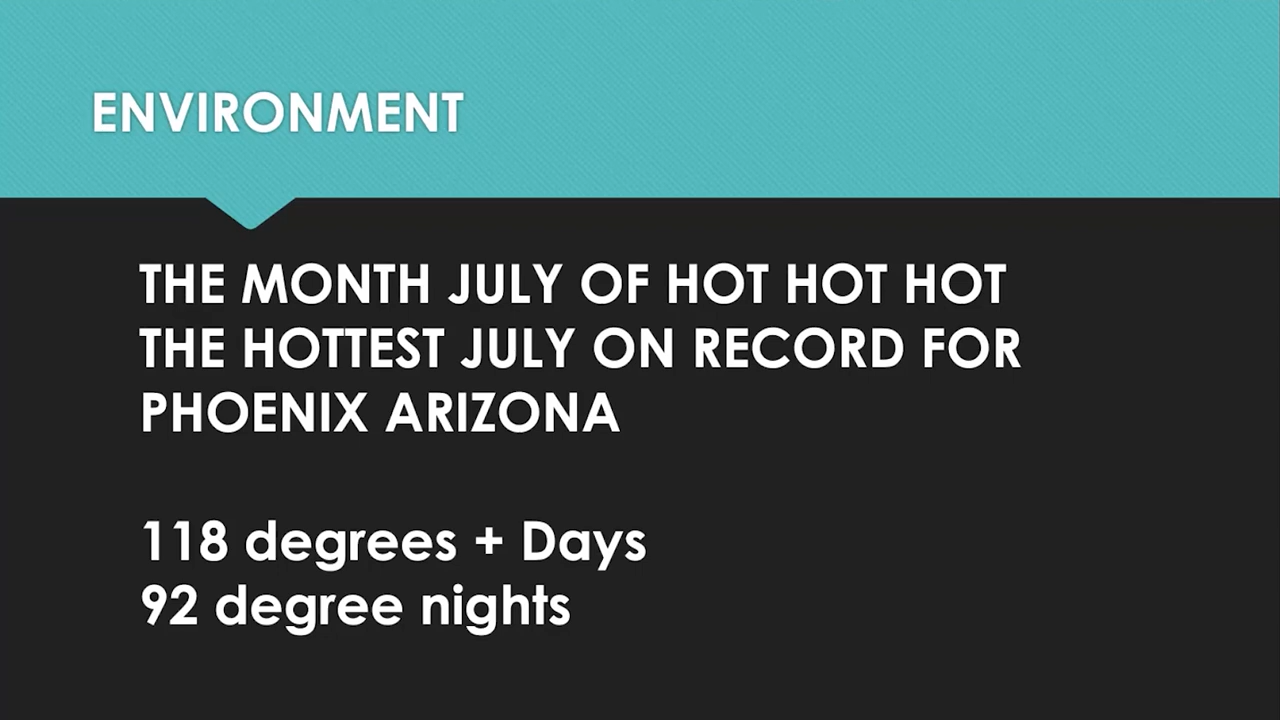 ENVIRONMENT
THE MONTH JULY OF HOT HOT HOT
THE HOTTEST JULY ON RECORD FOR
PHOENIX ARIZONA
118 degrees + Days
92 degree nights